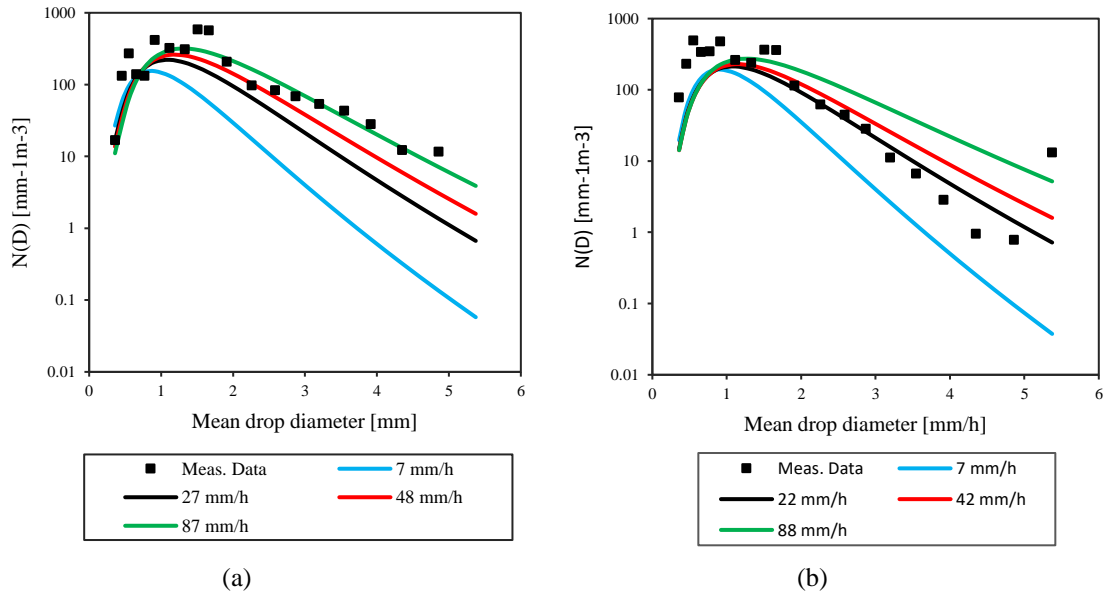 1000
100
10
1
0.1
0.01
N(D) [mm-1m-3]
0 1 2 3 4 5 6
Mean drop diameter [mm]
Meas. Data 7 mm/h
27 mm/h 48 mm/h
87 mm/h
(a)
1000
100
10
1
0.1
0.01
N(D) [mm-1m-3]
0 1 2 3 4 5 6
Mean drop diameter [mm/h]
Meas. Data 7 mm/h
22 mm/h 42 mm/h
88 mm/h
(b)